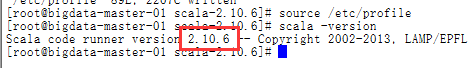 "/etc/profile" 89L, 2207C written
[root@bigdata-master-01 scala-2.10.6]# source /etc/profile
[root@bigdata-master-01 scala-2.10.6]# scala -version
Scala code runner version 2.10.6 -- Copyright 2002-2013, LAMP/EPFL
[root@bigdata-master-01 scala-2.10.6]#